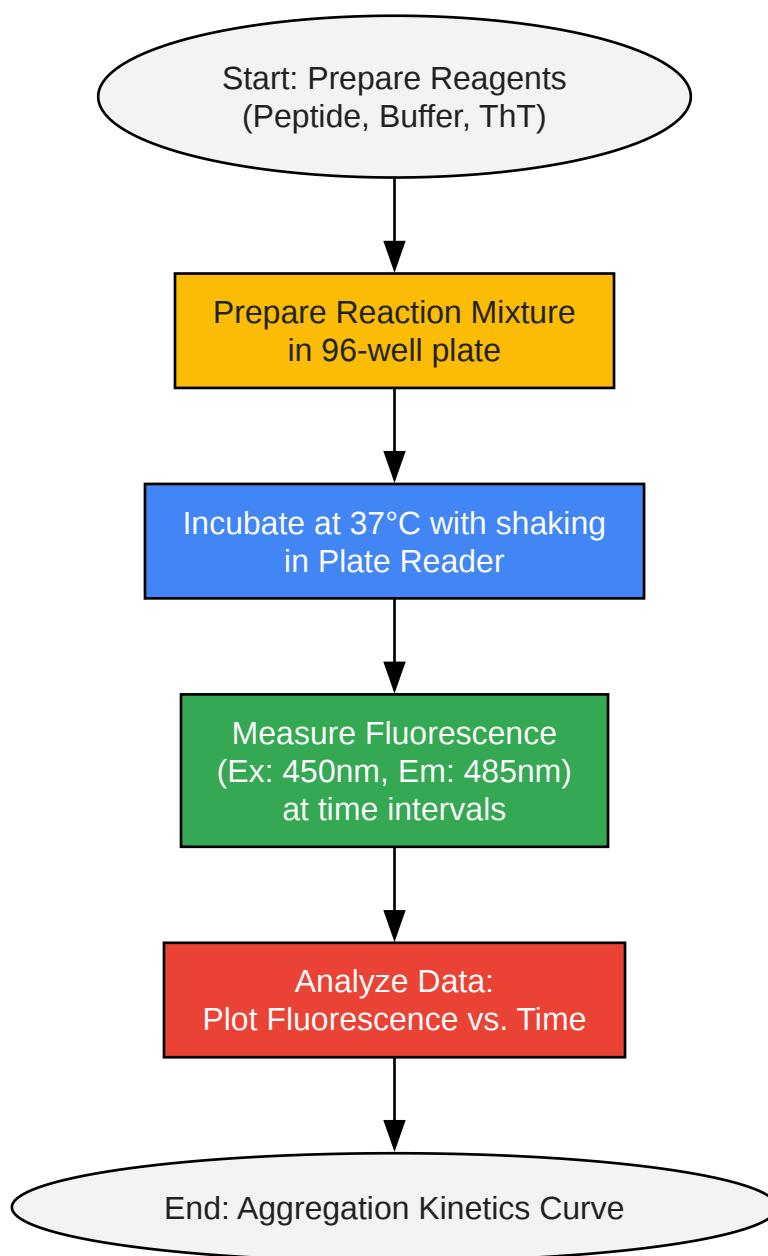 Start: Prepare Reagents
(Peptide, Buffer, ThT)
Prepare Reaction Mixture
in 96-well plate
Incubate at 37°C with shaking
in Plate Reader
Measure Fluorescence
(Ex: 450nm, Em: 485nm)
at time intervals
Analyze Data:
Plot Fluorescence vs. Time
End: Aggregation Kinetics Curve